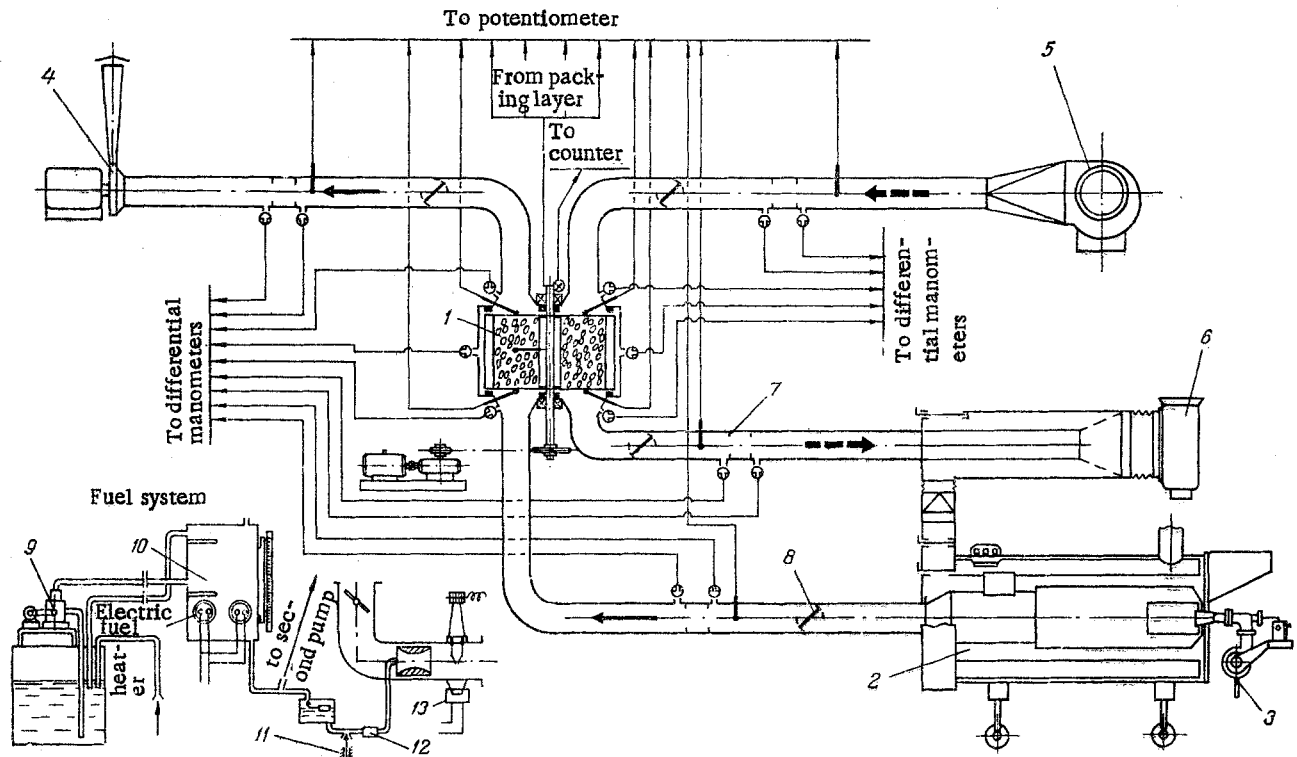 To potentiometer
4
From pack-
ing layer
To
counter
5
1
To differential
manometers
To differen-
tial manom-
eters
6
7
Fuel system
9
10
Electric
fuel
heat-
er
to sec-
ond pump
8
2
3
11
12
13